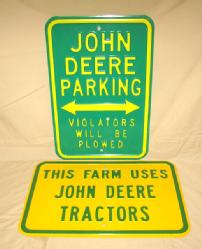 JOHN
DEERE
PARKING
VIOLATORS
WILL BE
PLOWED
THIS FARM USES
JOHN DEERE
TRACTORS